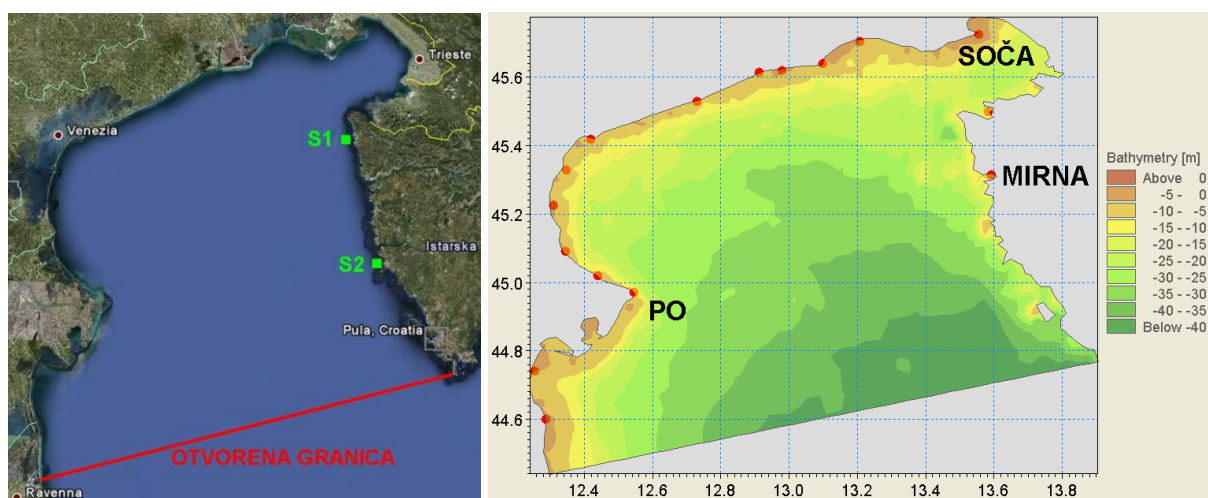 Trieste
Venezia
S1
S2
Istarska
Pula, Croatia
OTVORENA GRANICA
Ravenna
45.6
45.4
45.2
45.0
44.8
44.6
12.4
12.6
12.8
13.0
13.2
13.4
13.6
13.8
SOČA
MIRNA
PO
Bathymetry [m]
Above 0
-5 - 0
-10 - -5
-15 - -10
-20 - -15
-25 - -20
-30 - -25
-35 - -30
-40 - -35
Below -40